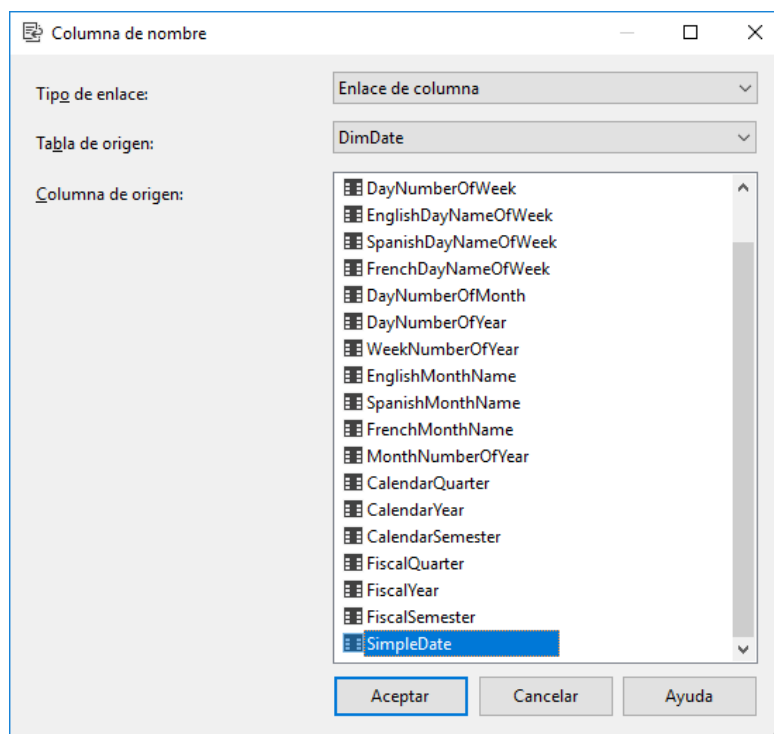 Columna de nombre
Tipo de enlace:
Enlace de columna
Tabla de origen:
DimDate
Columna de origen:
DayNumberOfWeek
EnglishDayNameOfWeek
SpanishDayNameOfWeek
FrenchDayNameOfWeek
DayNumberOfMonth
DayNumberOfYear
WeekNumberOfYear
EnglishMonthName
SpanishMonthName
FrenchMonthName
MonthNumberOfYear
CalendarQuarter
CalendarYear
CalendarSemester
FiscalQuarter
FiscalYear
FiscalSemester
SimpleDate
Aceptar Cancelar Ayuda